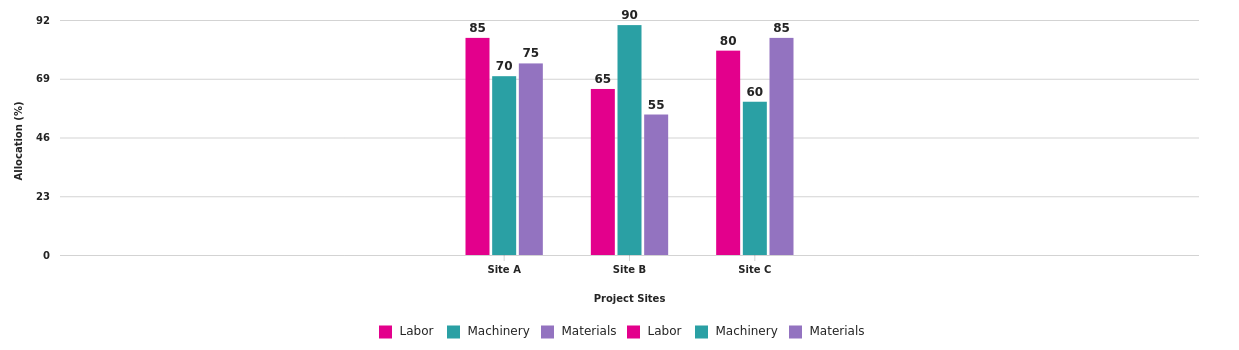 92
69
46
23
0
Allocation (%)
85
70
75
65
90
55
80
60
85
Site A
Site B
Site C
Project Sites
Labor Machinery Materials Labor Machinery Materials